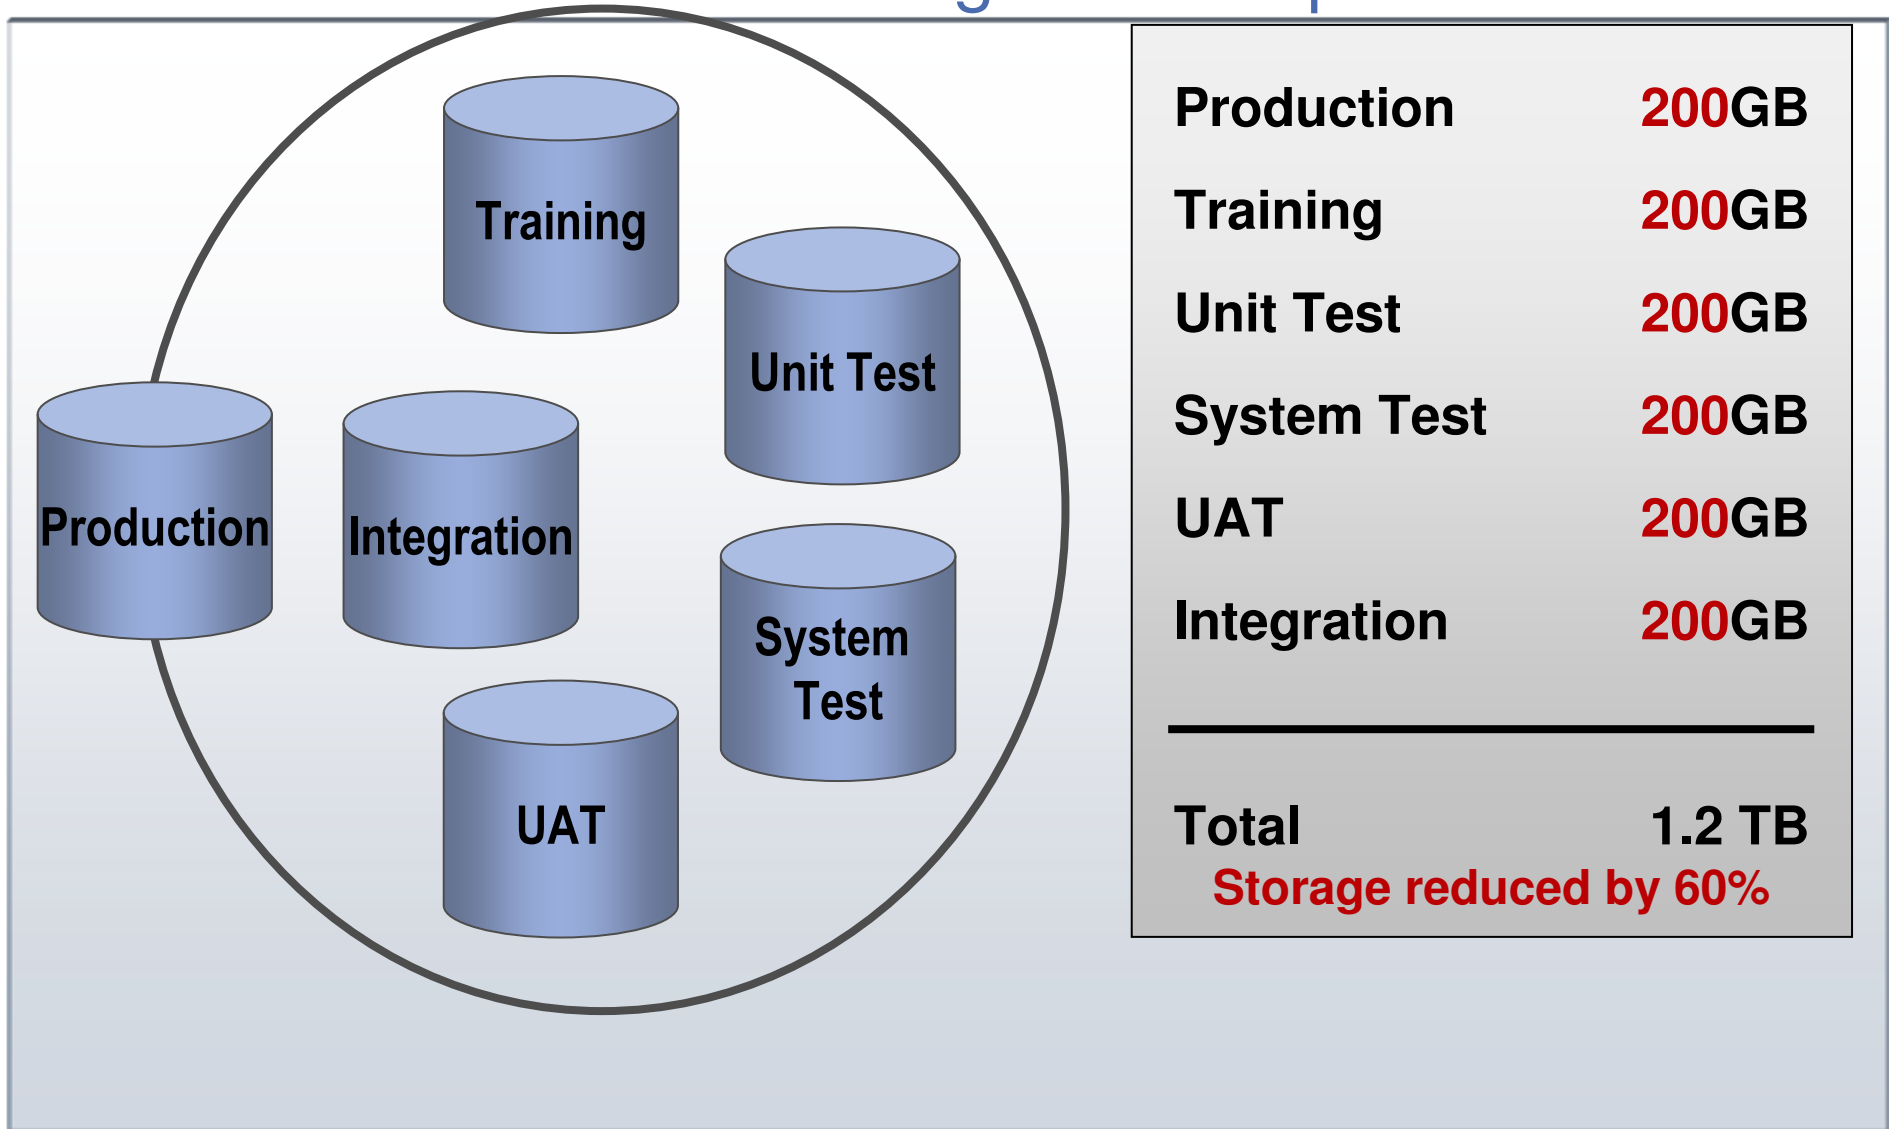 Training
Unit Test
Production
Integration
System
Test
UAT
Production 200GB
Training 200GB
Unit Test 200GB
System Test 200GB
UAT 200GB
Integration 200GB
Total 1.2 TB
Storage reduced by 60%